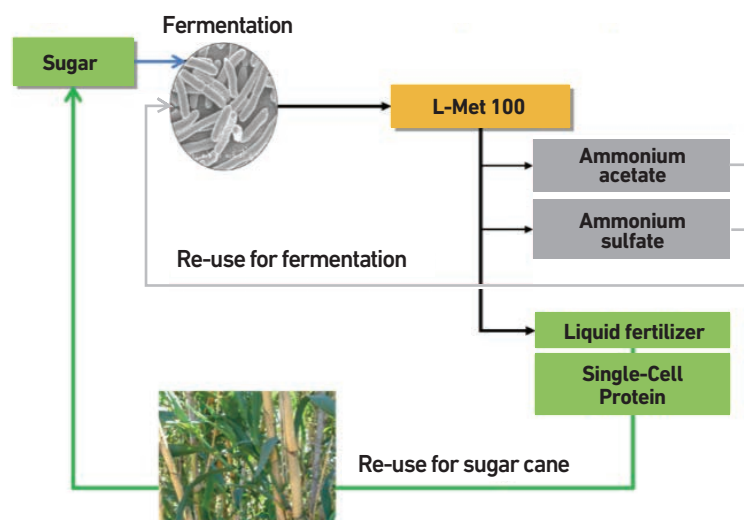 Fermentation
Sugar
L-Met 100
Ammonium
acetate
Ammonium
sulfate
Re-use for fermentation
Liquid fertilizer
Single-Cell
Protein
Re-use for sugar cane